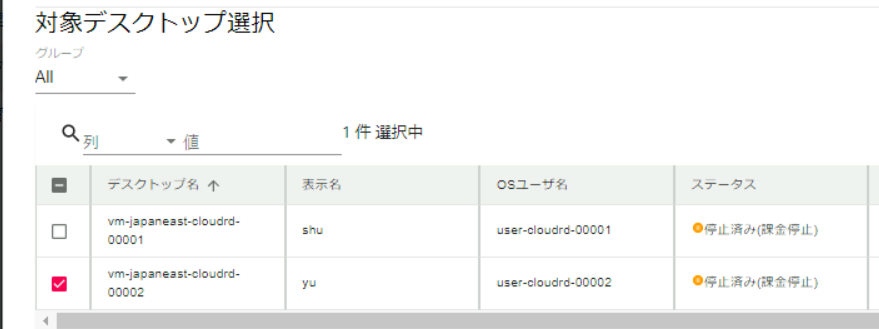 対象デスクトップ選択
グループ
All
列 値 1 件 選択中
デスクトップ名 ↑ 表示名 OSユーザ名 ステータス
vm-japaneast-cloudrd-
00001 shu user-cloudrd-00001 停止済み(課金停止)
vm-japaneast-cloudrd-
00002 yu user-cloudrd-00002 停止済み(課金停止)